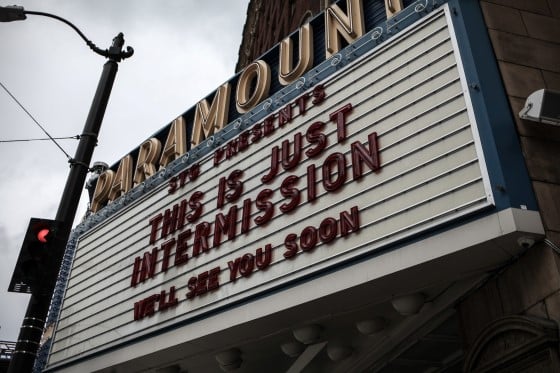 PARAMOUNT
STG PRESENTS
THIS IS JUST
INTERMISSION
WE'LL SEE YOU SOON